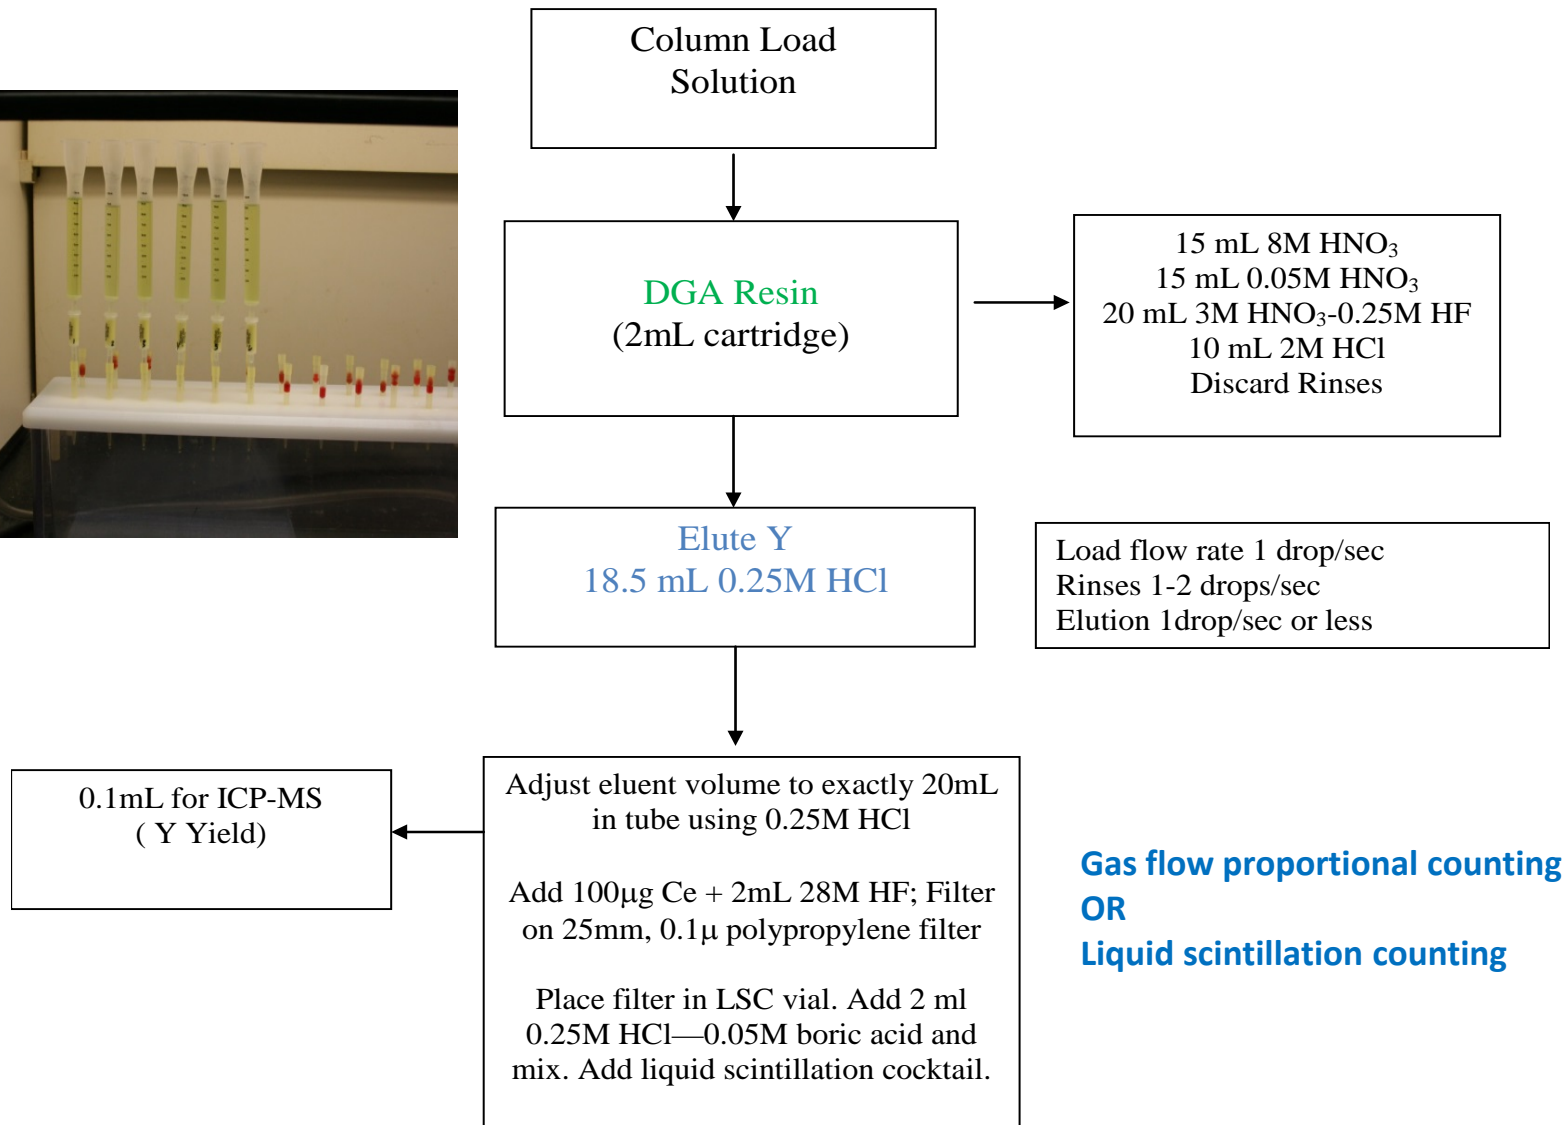 Column Load
Solution
DGA Resin
(2mL cartridge)
15 mL 8M HNO₃
15 mL 0.05M HNO₃
20 mL 3M HNO₃-0.25M HF
10 mL 2M HCl
Discard Rinses
Elute Y
18.5 mL 0.25M HCl
Load flow rate 1 drop/sec
Rinses 1-2 drops/sec
Elution 1drop/sec or less
0.1mL for ICP-MS
( Y Yield)
Adjust eluent volume to exactly 20mL
in tube using 0.25M HCl
Add 100μg Ce + 2mL 28M HF; Filter
on 25mm, 0.1μ polypropylene filter
Place filter in LSC vial. Add 2 ml
0.25M HCl—0.05M boric acid and
mix. Add liquid scintillation cocktail.
Gas flow proportional counting
OR
Liquid scintillation counting